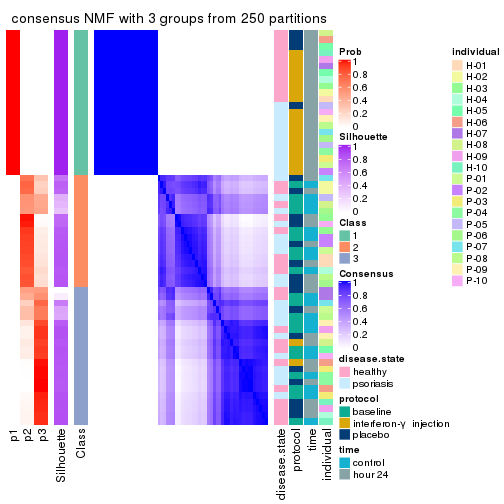 consensus NMF with 3 groups from 250 partitions
Prob
1
0.8
0.6
0.4
0.2
0
Silhouette
1
0.8
0.6
0.4
0.2
0
Class
1
2
3
Consensus
1
0.8
0.6
0.4
0.2
0
disease.state
healthy
psoriasis
protocol
baseline
interferon-γ injection
placebo
time
control
hour 24
individual
H-01
H-02
H-03
H-04
H-05
H-06
H-07
H-08
H-09
H-10
P-01
P-02
P-03
P-04
P-05
P-06
P-07
P-08
P-09
P-10
p1
p2
p3
Silhouette
Class
disease.state
protocol
time
individual